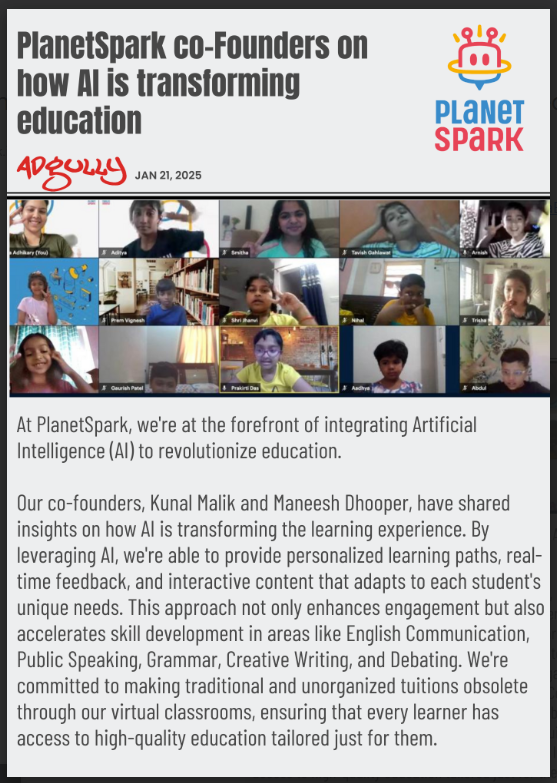 PlanetSpark co-Founders on
how AI is transforming
education
PLANET
SPARK
ADGULLY JAN 21, 2025
Adhikary (You)
Aditya
Smitha
Tavish Gahlawat
Arnish
Prem Vignesh
Shri Jhanvi
Nihal
Trisha
Gaurish Patel
Prakirti Das
Aadhya
Abdul
At PlanetSpark, we're at the forefront of integrating Artificial
Intelligence (AI) to revolutionize education.
Our co-founders, Kunal Malik and Maneesh Dhooper, have shared
insights on how AI is transforming the learning experience. By
leveraging AI, we're able to provide personalized learning paths, real-
time feedback, and interactive content that adapts to each student's
unique needs. This approach not only enhances engagement but also
accelerates skill development in areas like English Communication,
Public Speaking, Grammar, Creative Writing, and Debating. We're
committed to making traditional and unorganized tuitions obsolete
through our virtual classrooms, ensuring that every learner has
access to high-quality education tailored just for them.